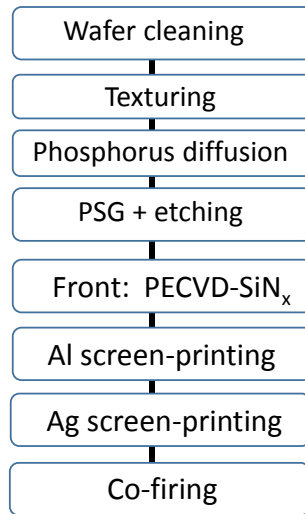 Wafer cleaning
Texturing
Phosphorus diffusion
PSG + etching
Front: PECVD-SiNₓ
Al screen-printing
Ag screen-printing
Co-firing